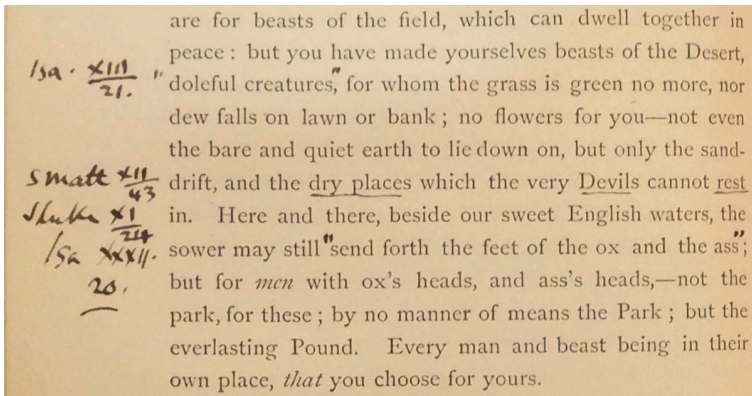 are for beasts of the field, which can dwell together in
peace : but you have made yourselves beasts of the Desert,
"doleful creatures," for whom the grass is green no more, nor
dew falls on lawn or bank ; no flowers for you—not even
the bare and quiet earth to lie down on, but only the sand-
drift, and the dry places which the very Devils cannot rest
in. Here and there, beside our sweet English waters, the
sower may still "send forth the feet of the ox and the ass";
but for men with ox's heads, and ass's heads,—not the
park, for these ; by no manner of means the Park ; but the
everlasting Pound. Every man and beast being in their
own place, that you choose for yours.
Isa. XIII
21.
S Matt XII
43
S Luke XI
24
Isa XXXII.
20.